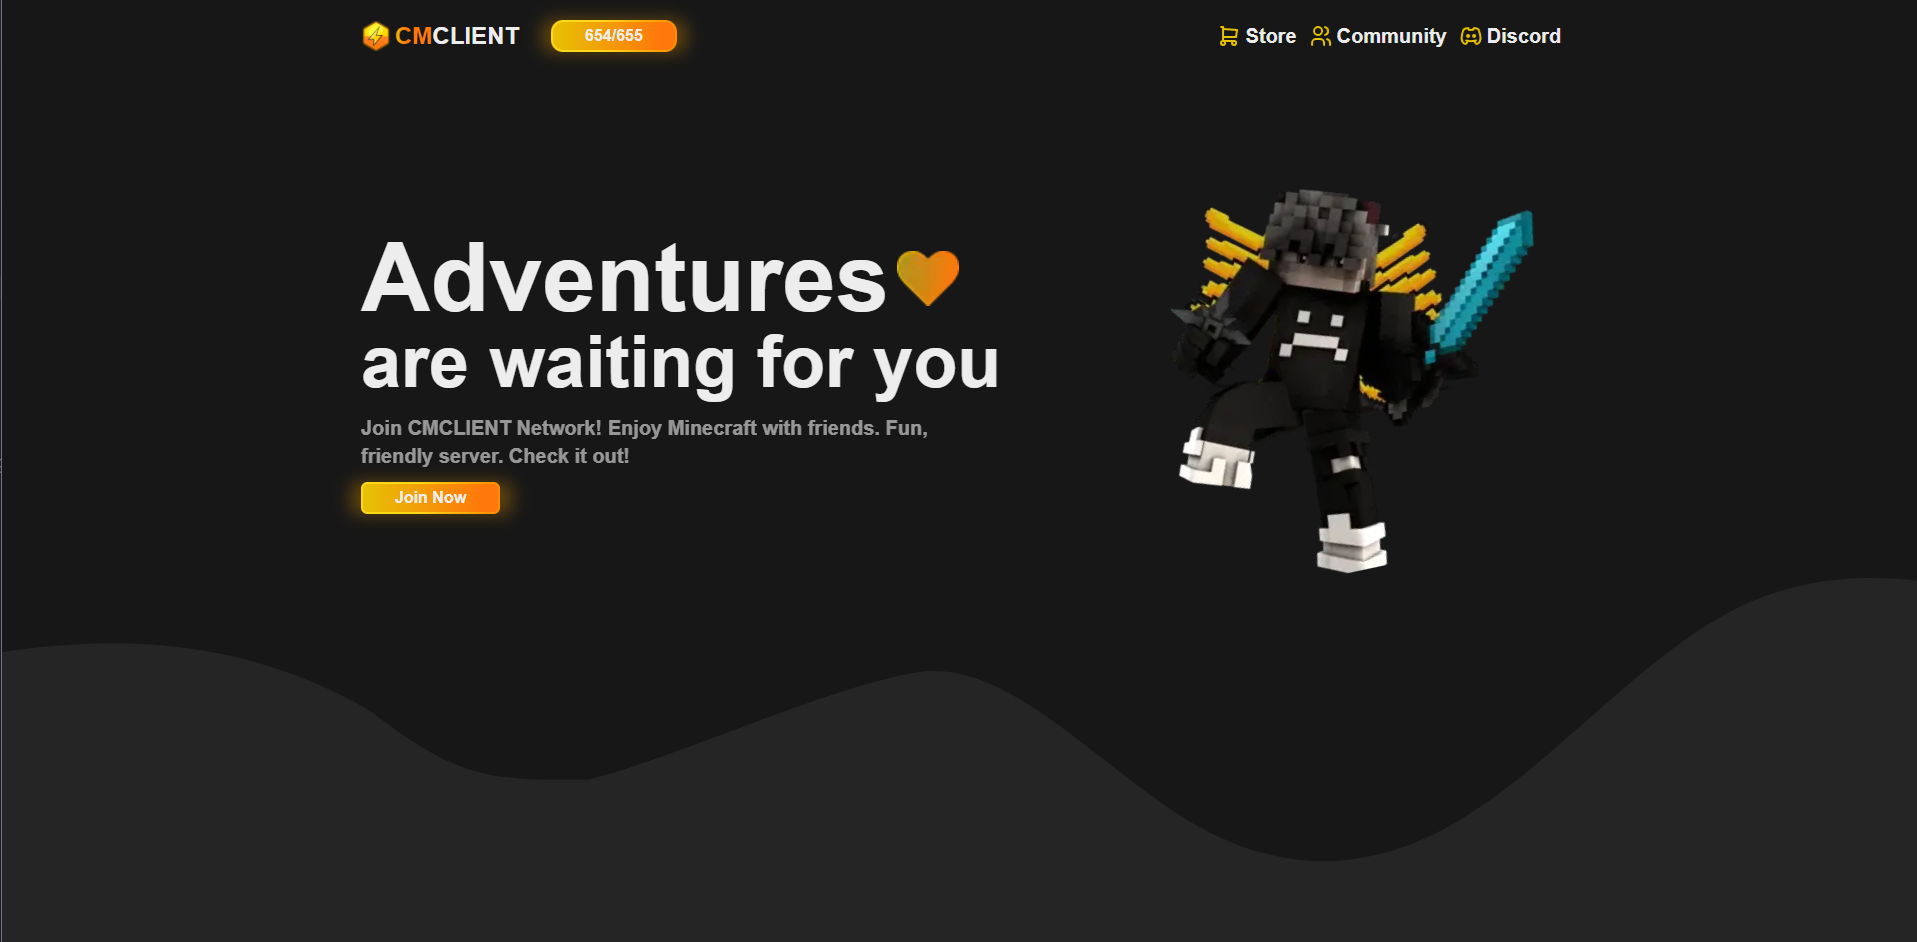 CMCLIENT
654/655
Store
Community
Discord
Adventures
are waiting for you
Join CMCLIENT Network! Enjoy Minecraft with friends. Fun,
friendly server. Check it out!
Join Now